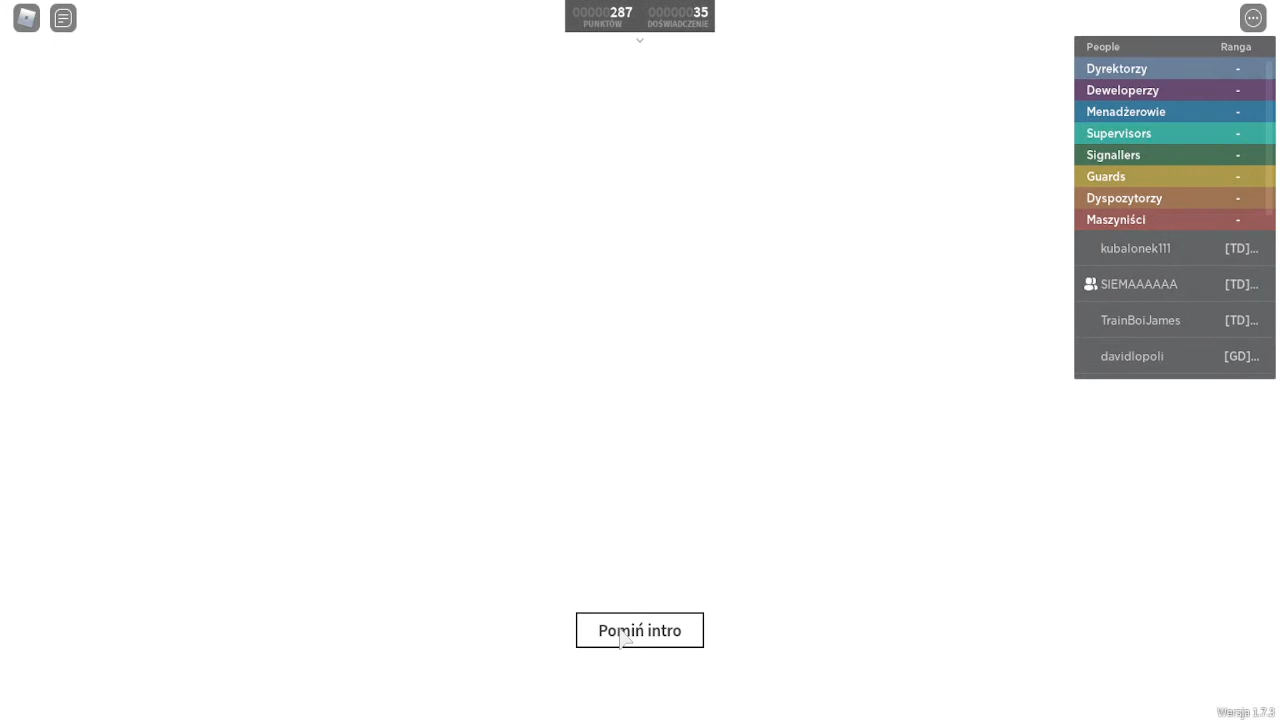 00000287 000000035
PUNKTÓW DOŚWIADCZENIE
People Ranga
Dyrektorzy -
Deweloperzy -
Menadżerowie -
Supervisors -
Signallers -
Guards -
Dyspozytorzy -
Maszyniści -
kubalonek111 [TD]...
SIEMAAAAAA [TD]...
TrainBoiJames [TD]...
davidlopoli [GD]...
Pomiń intro
Wersja 1.7.3